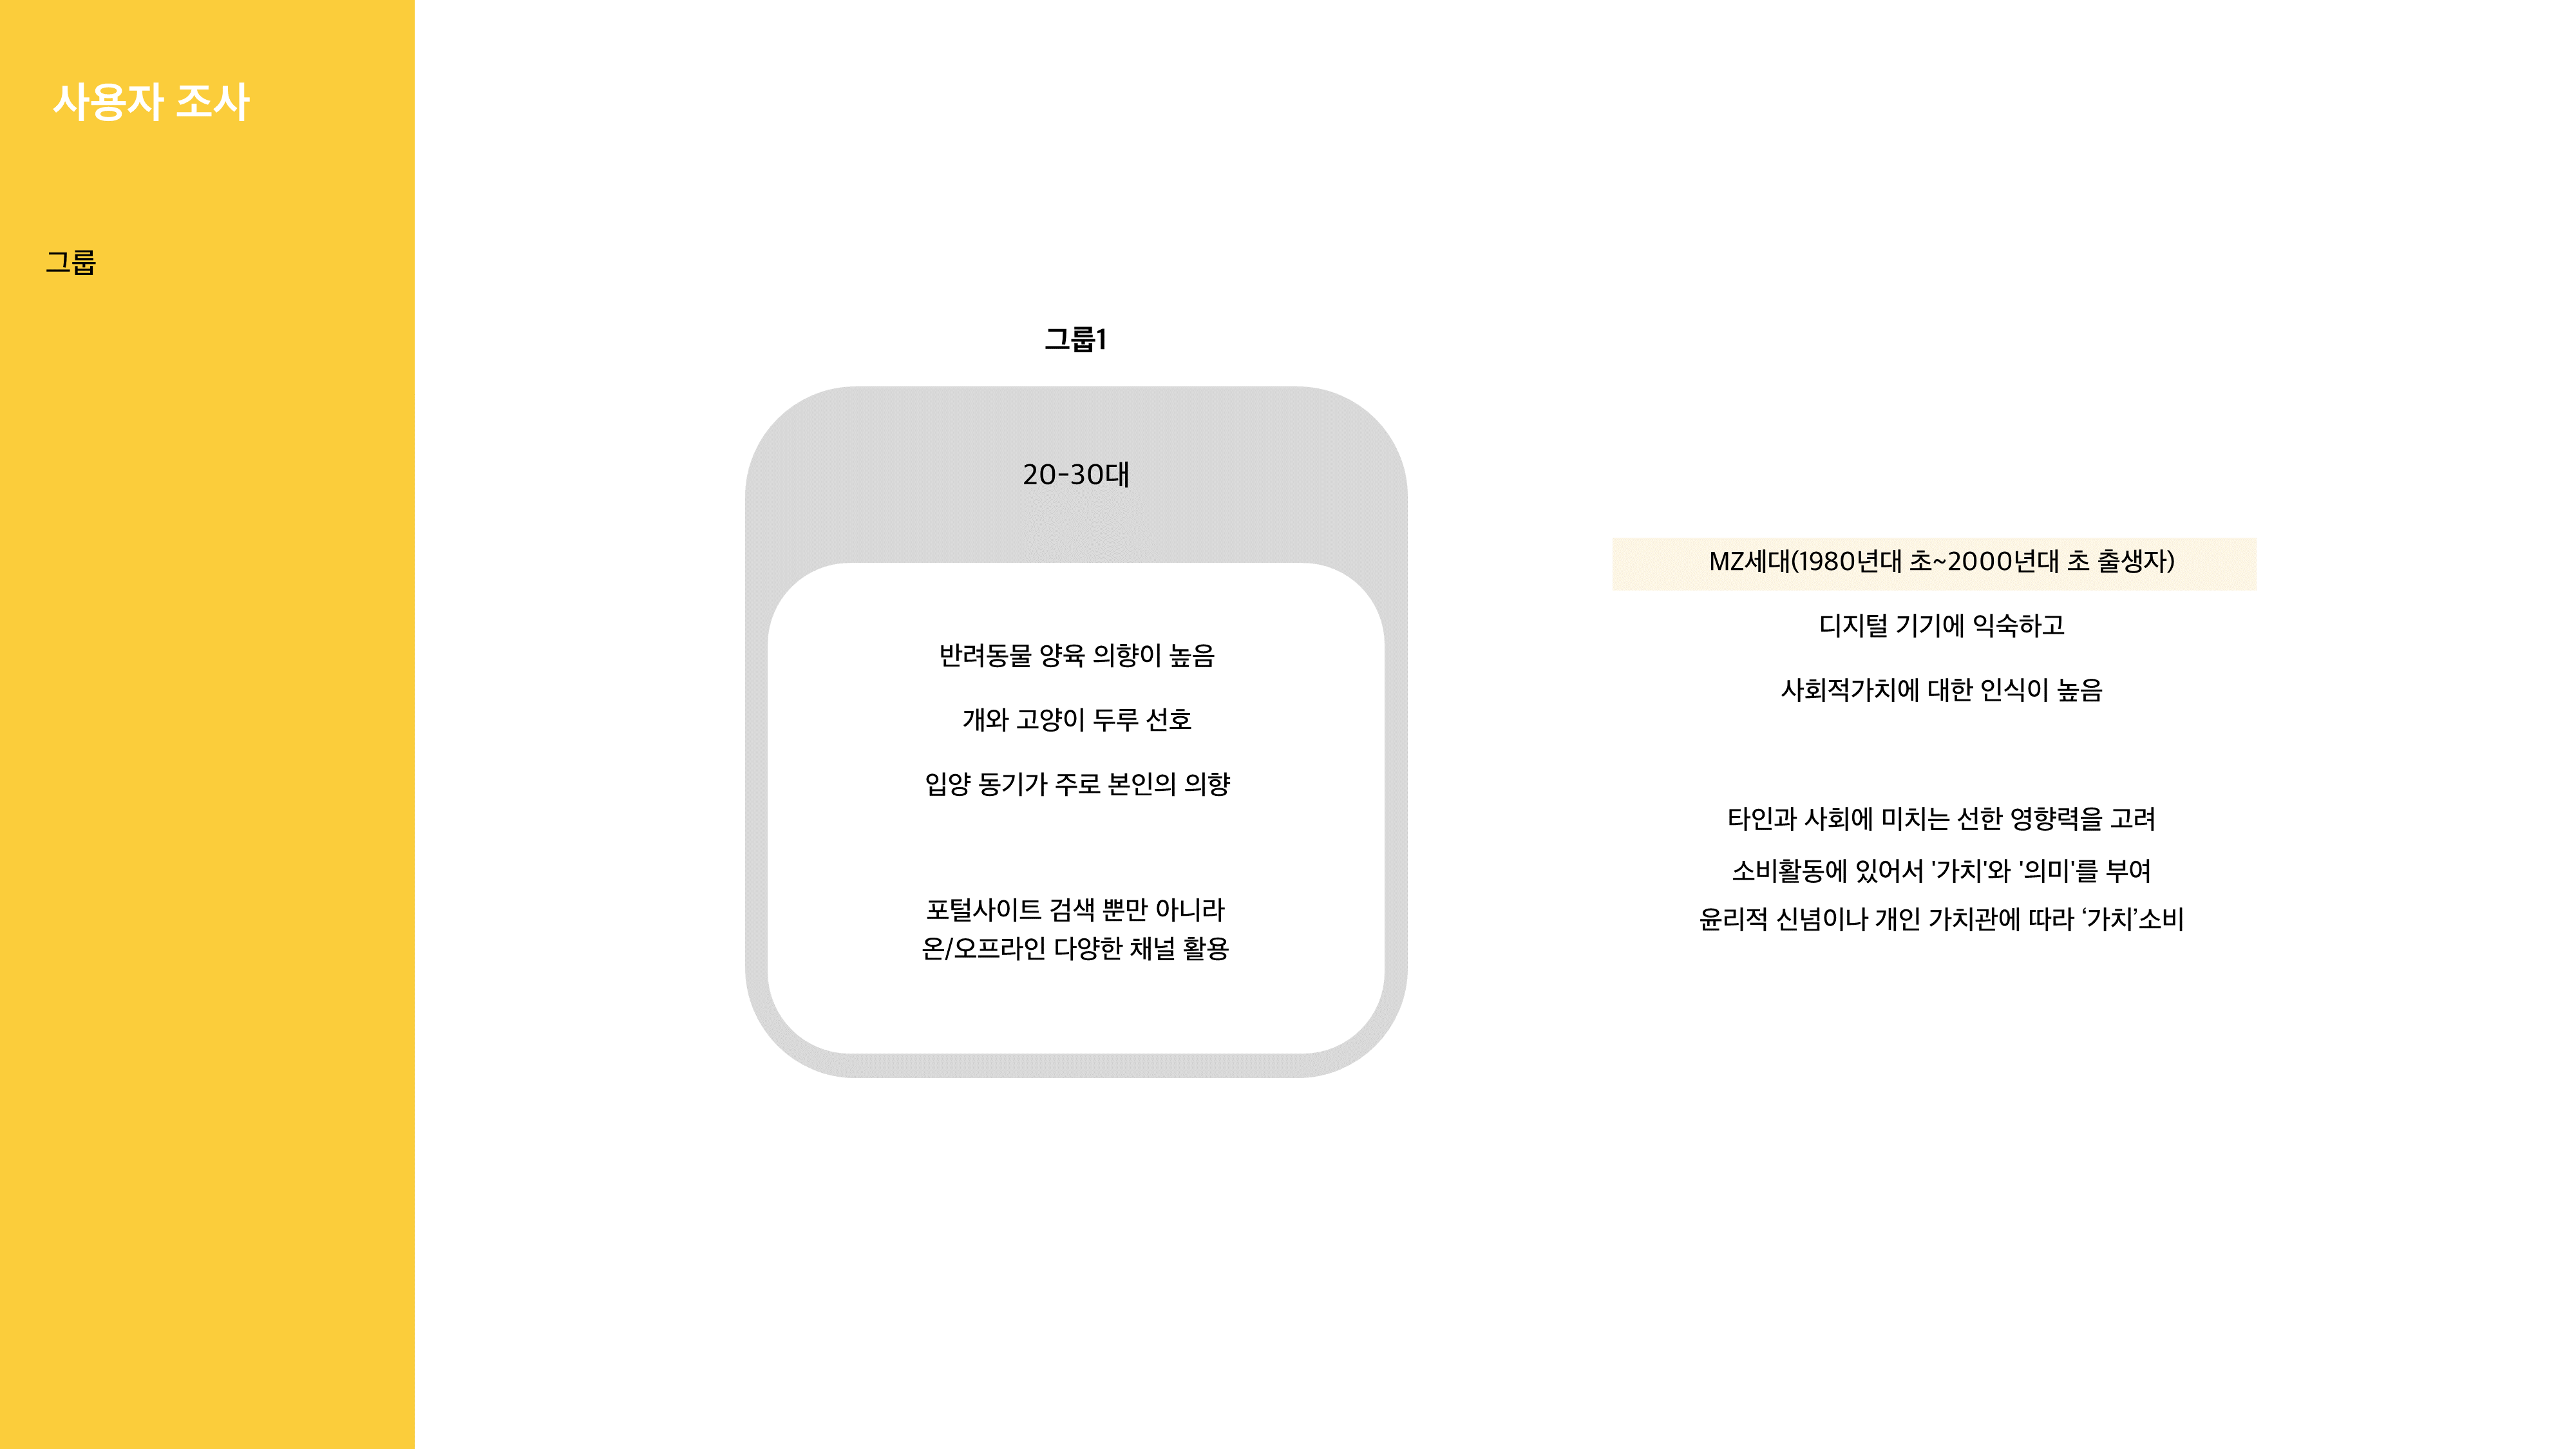 사용자 조사
그룹
그룹1
20-30대
반려동물 양육 의향이 높음
개와 고양이 두루 선호
입양 동기가 주로 본인의 의향
포털사이트 검색 뿐만 아니라
온/오프라인 다양한 채널 활용
MZ세대(1980년대 초~2000년대 초 출생자)
디지털 기기에 익숙하고
사회적가치에 대한 인식이 높음
타인과 사회에 미치는 선한 영향력을 고려
소비활동에 있어서 '가치'와 '의미'를 부여
윤리적 신념이나 개인 가치관에 따라 ‘가치’소비